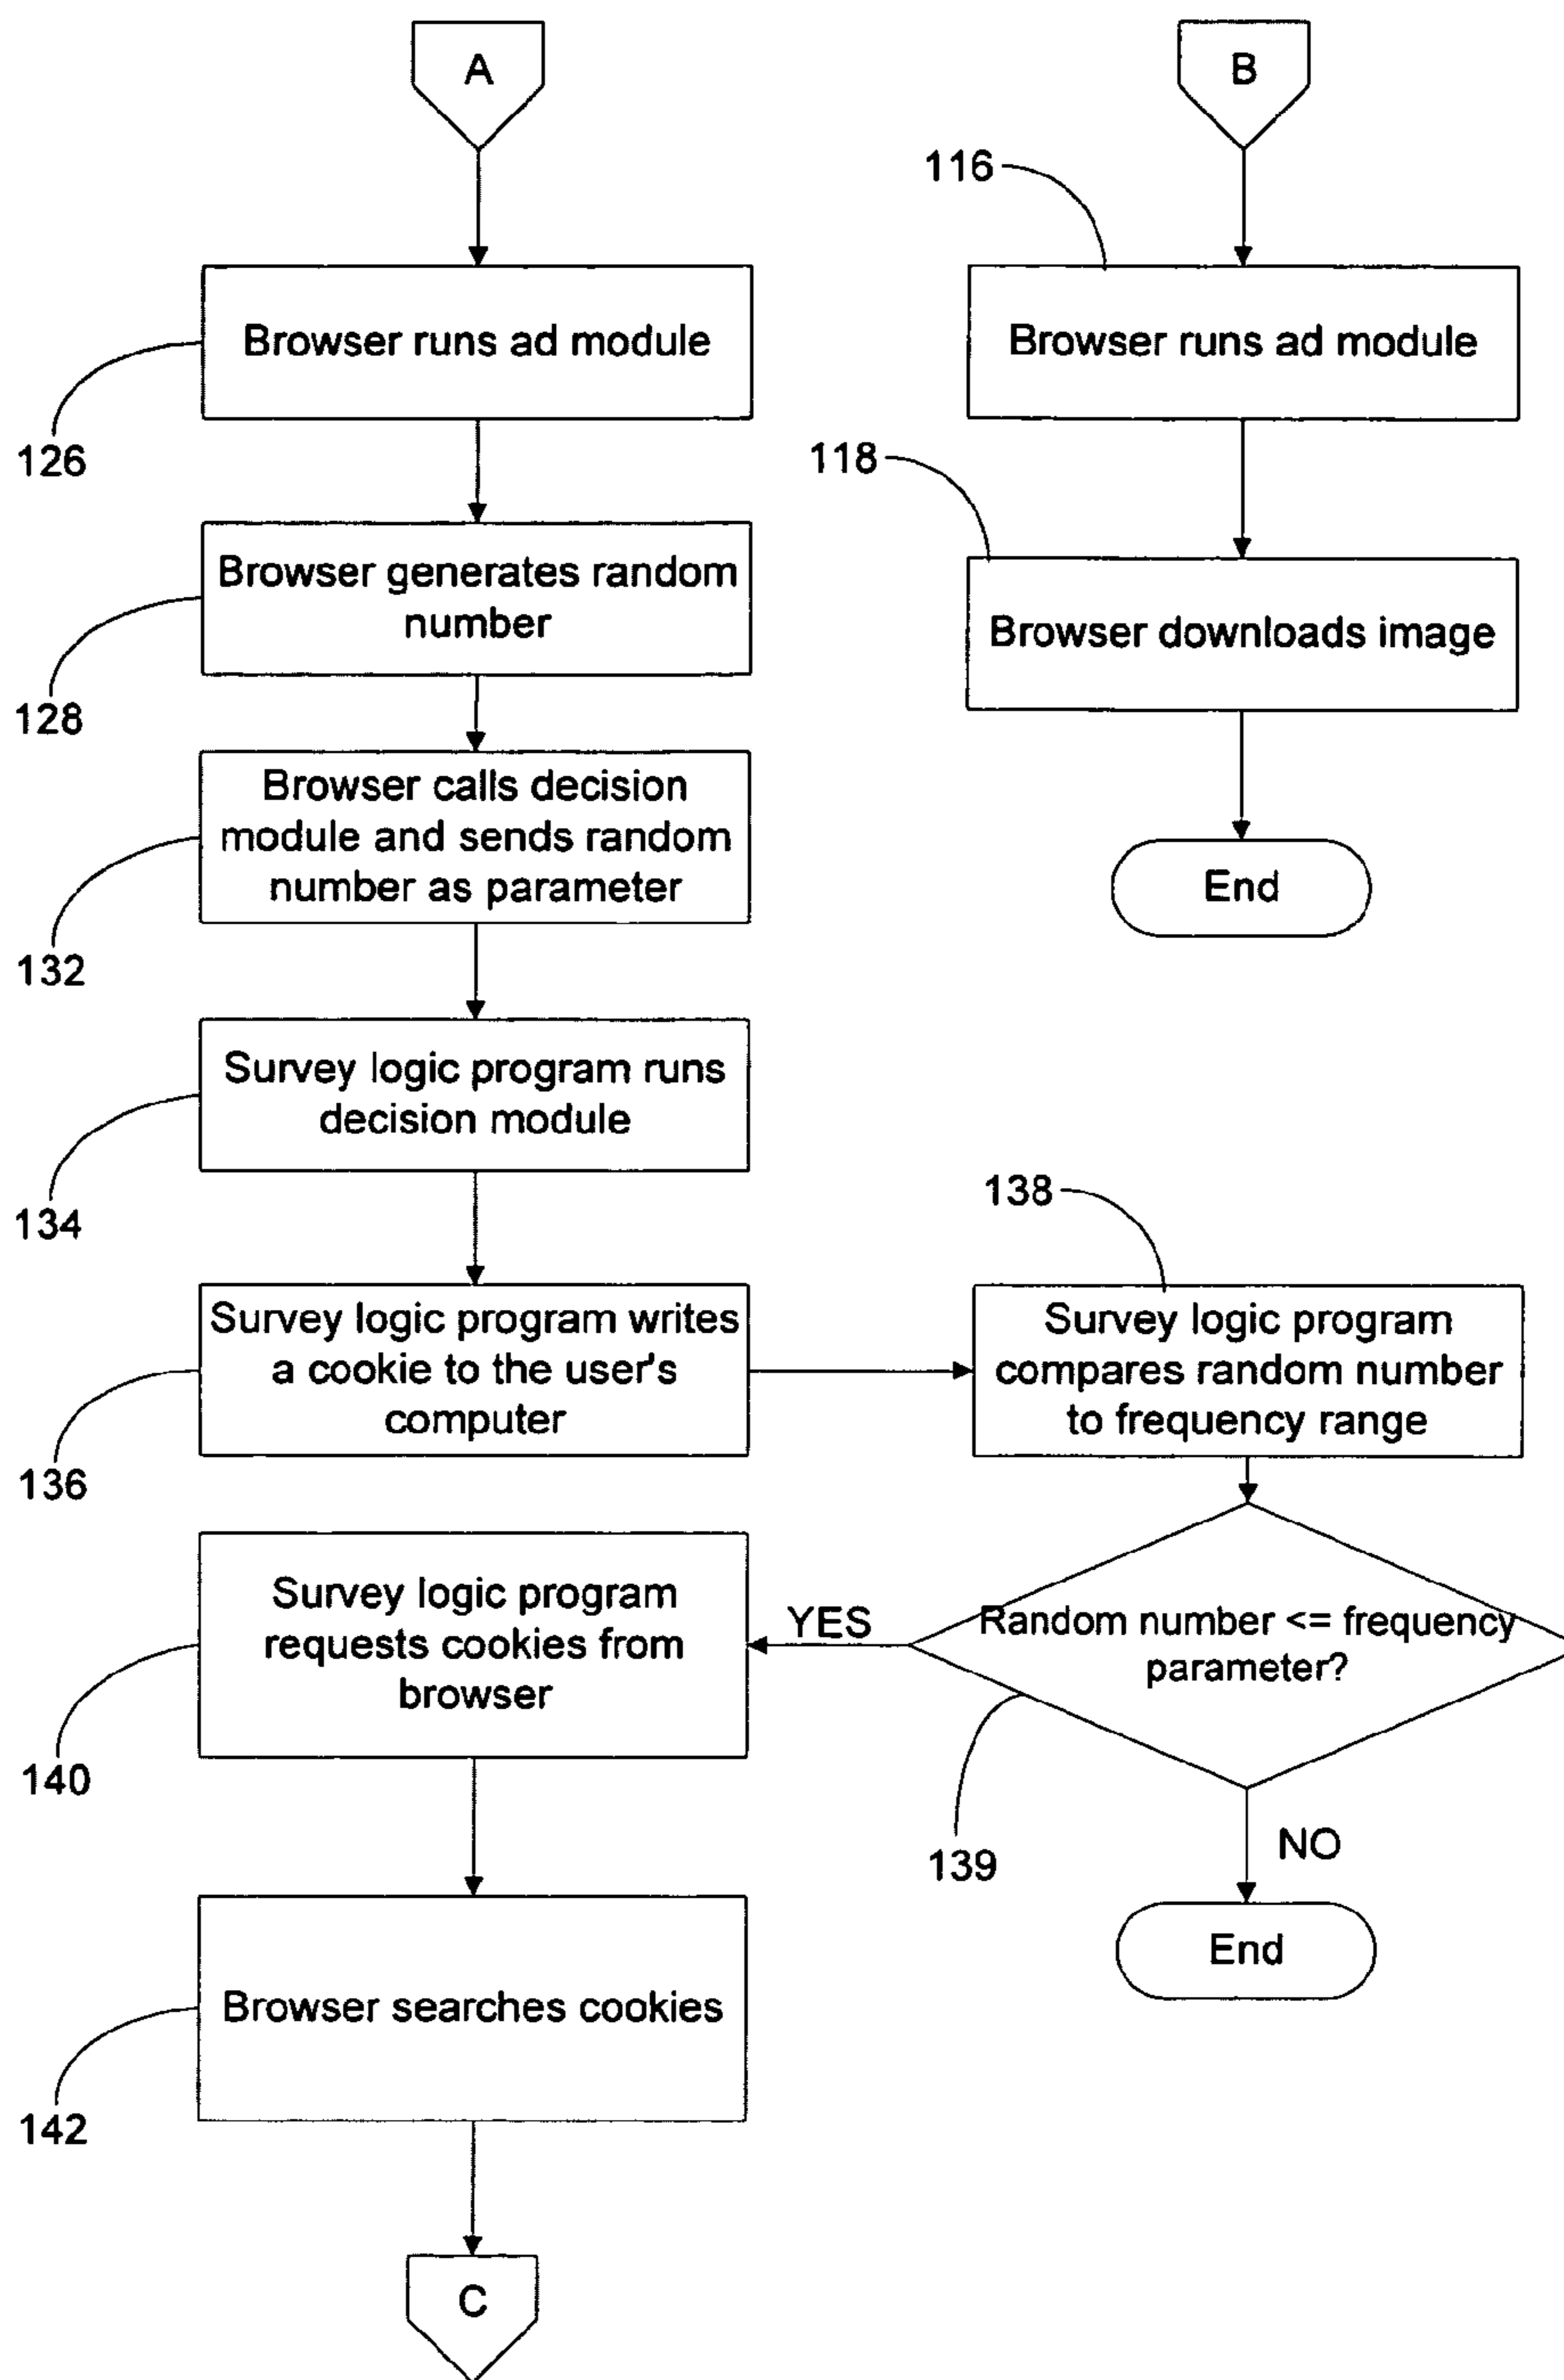 A
B
116
Browser runs ad module
126
Browser runs ad module
118
Browser generates random
number
128
Browser downloads image
Browser calls decision
module and sends random
number as parameter
132
End
Survey logic program runs
decision module
134
138
Survey logic program writes
a cookie to the user's
computer
136
Survey logic program
compares random number
to frequency range
Survey logic program
requests cookies from
browser
140
YES
Random number <= frequency
parameter?
139
NO
End
Browser searches cookies
142
C